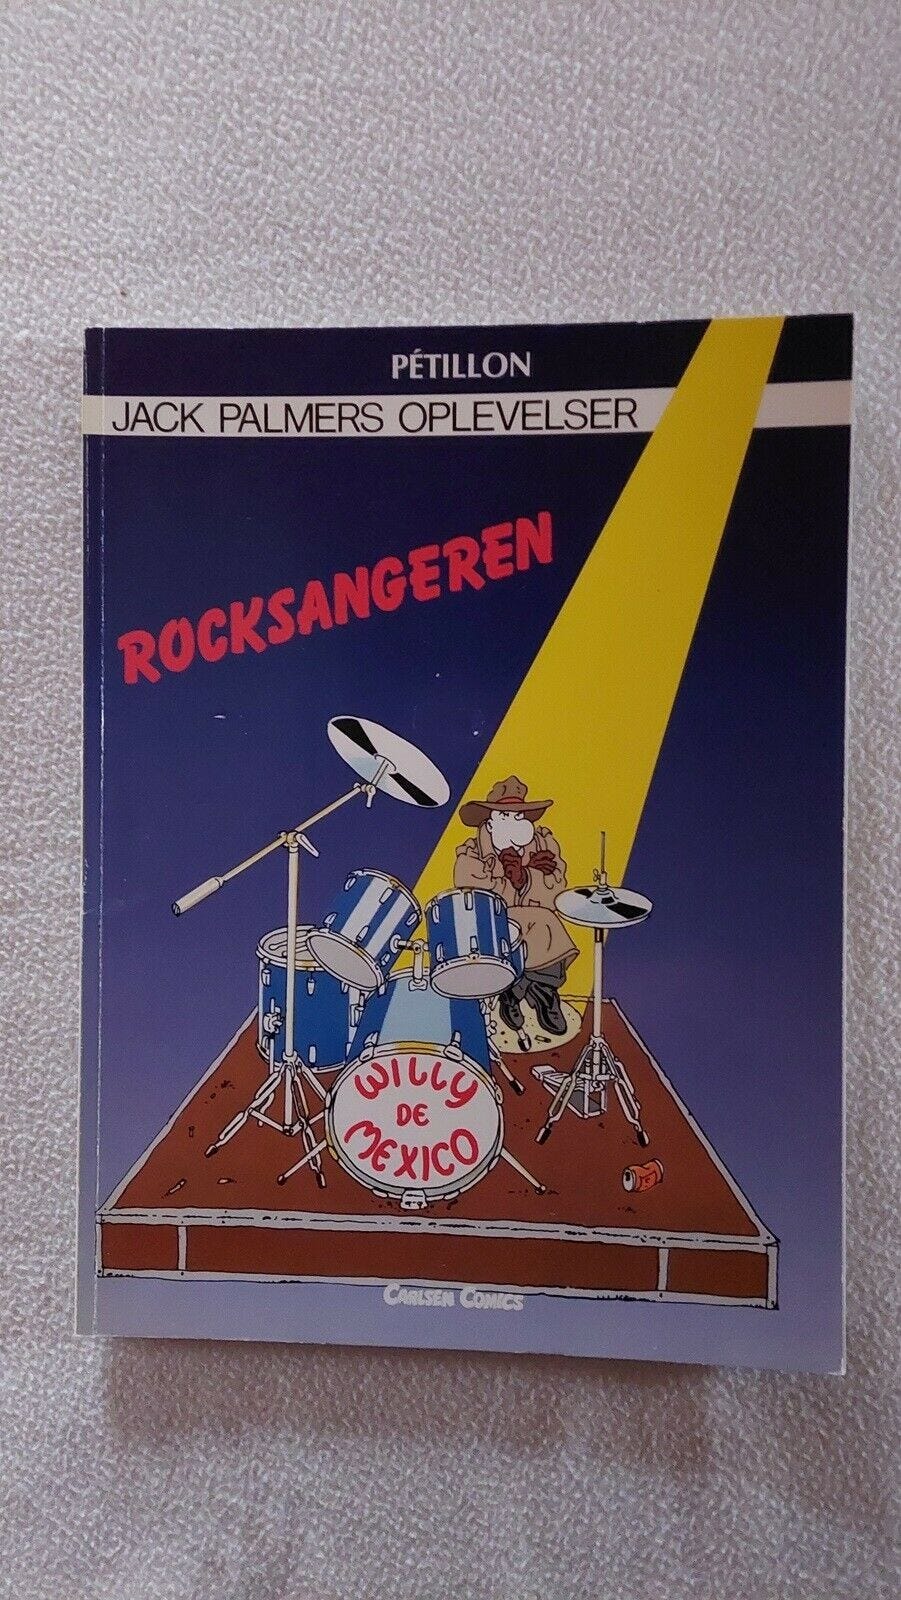 PÉTILLON
JACK PALMERS OPLEVELSER
ROCKSANGEREN
WILLY
DE
MEXICO
CARLSEN COMICS